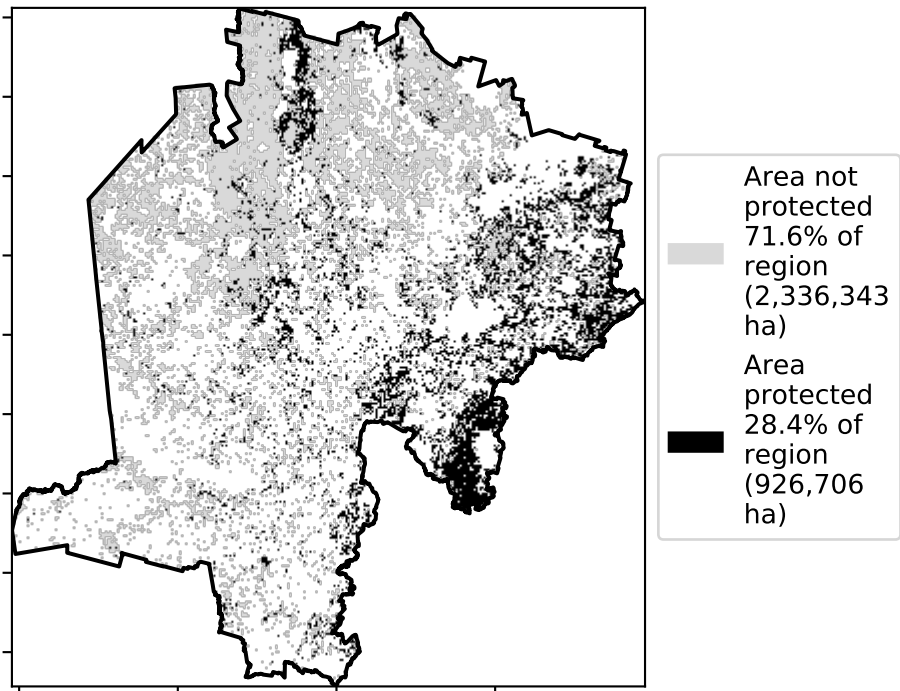 Area not
protected
71.6% of
region
(2,336,343
ha)
Area
protected
28.4% of
region
(926,706
ha)